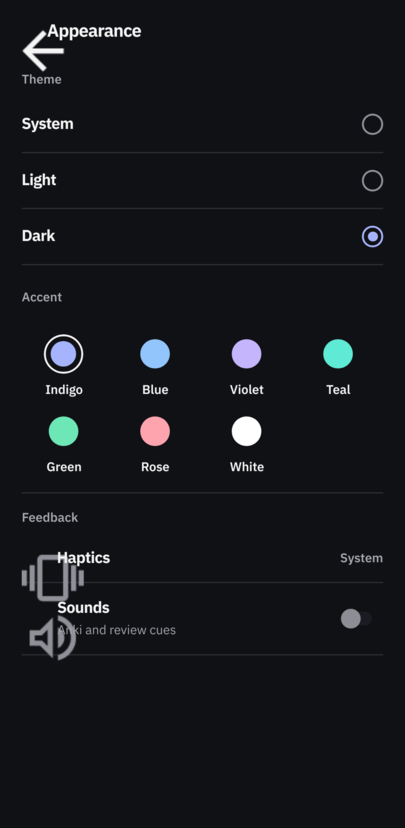 Appearance
Theme
System
Light
Dark
Accent
Indigo
Blue
Violet
Teal
Green
Rose
White
Feedback
Haptics
System
Sounds
Anki and review cues